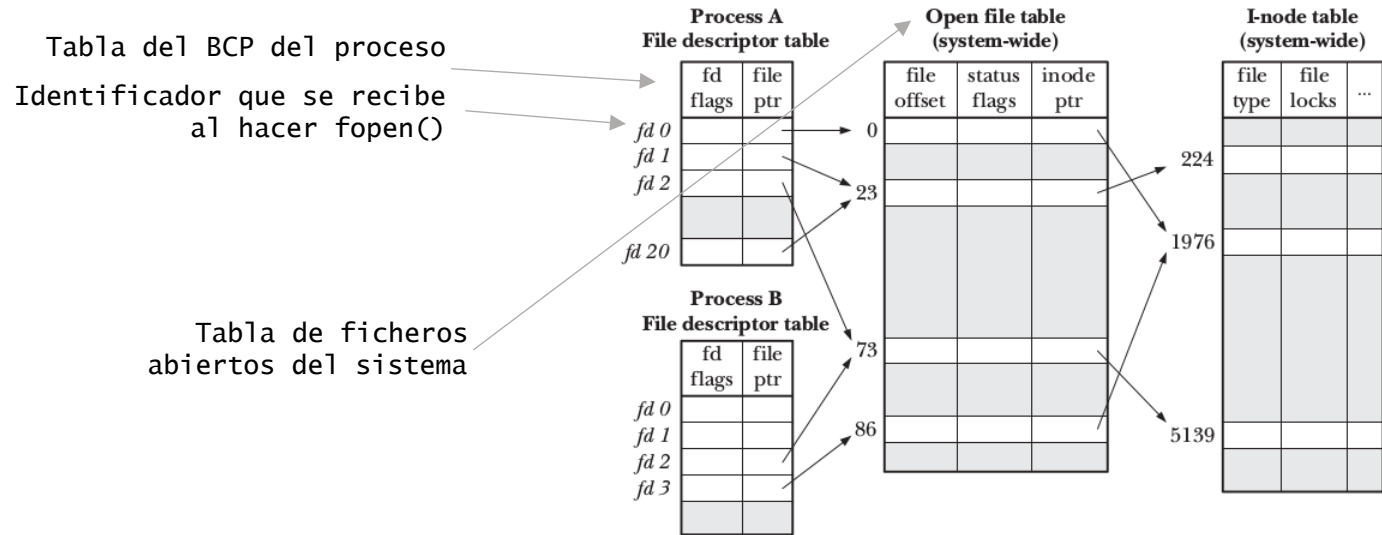 Tabla del BCP del proceso
Identificador que se recibe
al hacer fopen()
Tabla de ficheros
abiertos del sistema
Process A
File descriptor table
fd
flags
file
ptr
fd 0
fd 1
fd 2
fd 20
Process B
File descriptor table
fd
flags
file
ptr
fd 0
fd 1
fd 2
fd 3
Open file table
(system-wide)
file
offset
status
flags
inode
ptr
0
23
73
86
I-node table
(system-wide)
file
type
file
locks
...
224
1976
5139